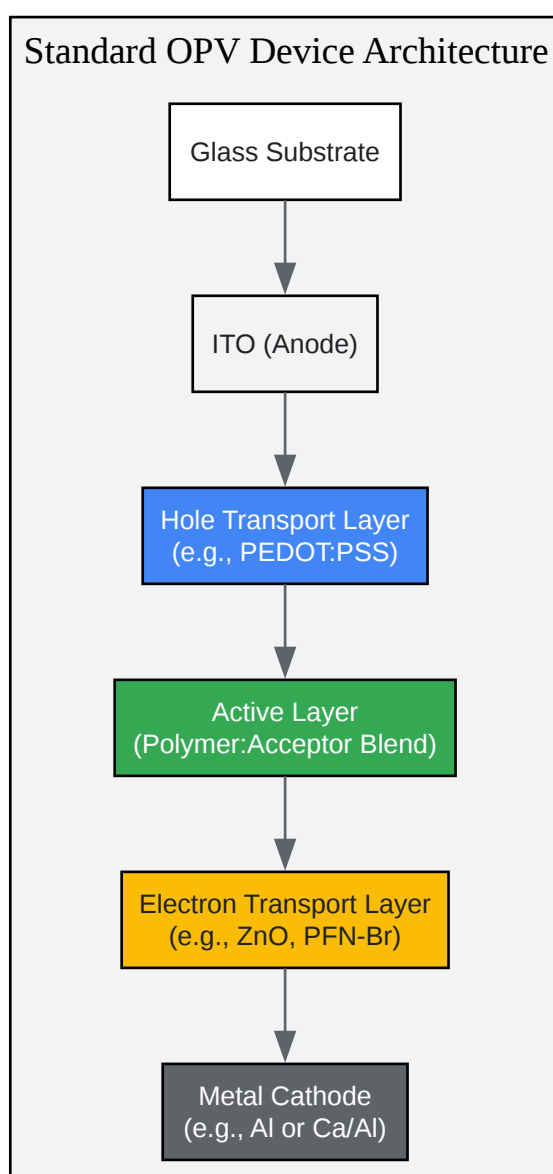 Standard OPV Device Architecture
Glass Substrate
ITO (Anode)
Hole Transport Layer
(e.g., PEDOT:PSS)
Active Layer
(Polymer:Acceptor Blend)
Electron Transport Layer
(e.g., ZnO, PFN-Br)
Metal Cathode
(e.g., Al or Ca/Al)